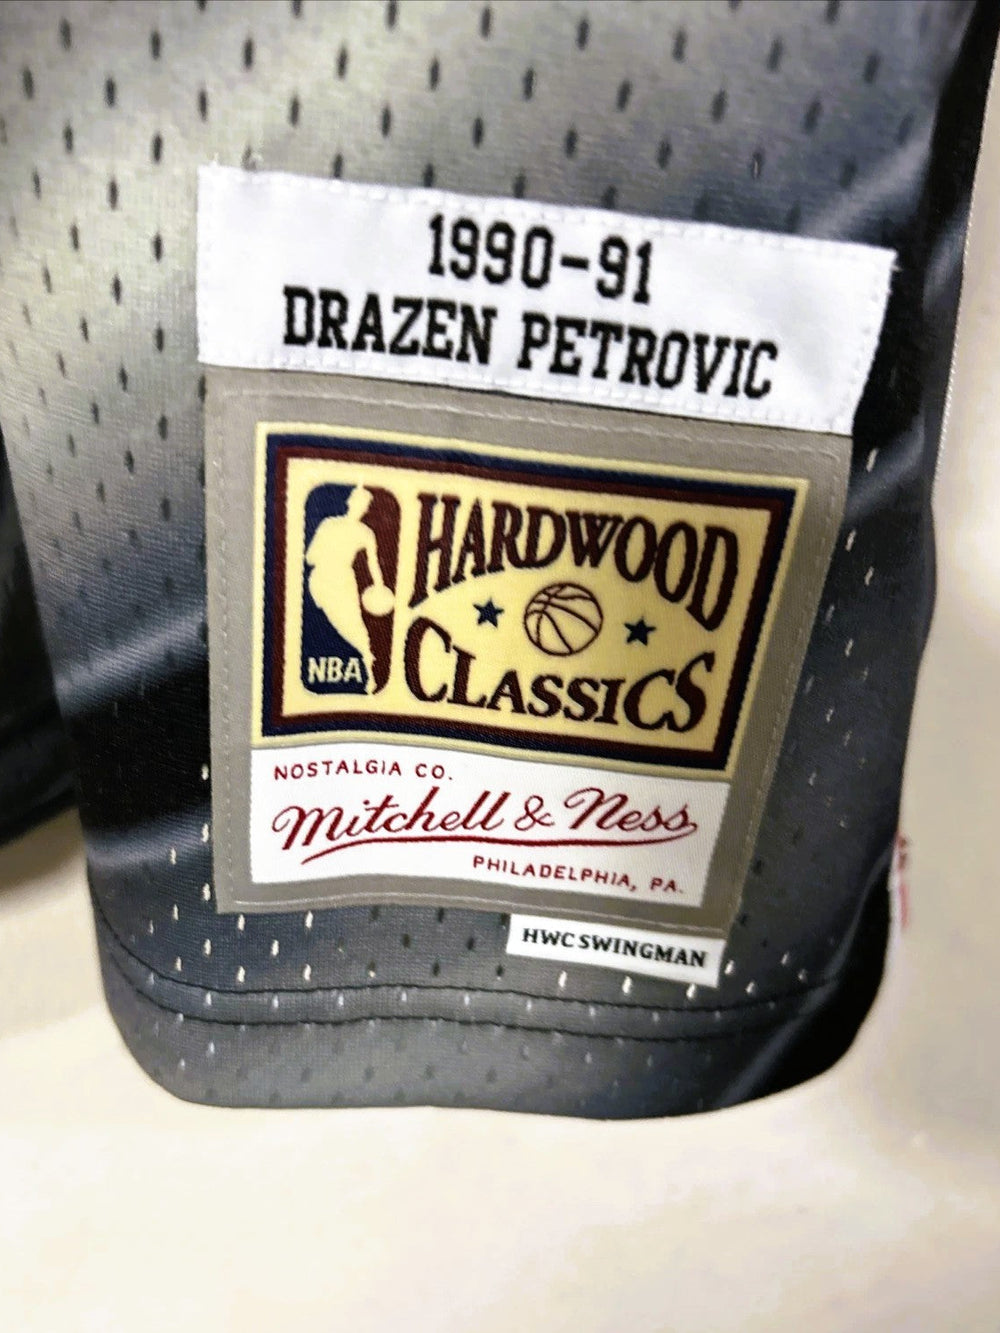 1990-91
DRAZEN PETROVIC
HARDWOOD
CLASSICS
NBA
NOSTALGIA CO.
Mitchell & Ness
PHILADELPHIA, PA.
HWC SWINGMAN